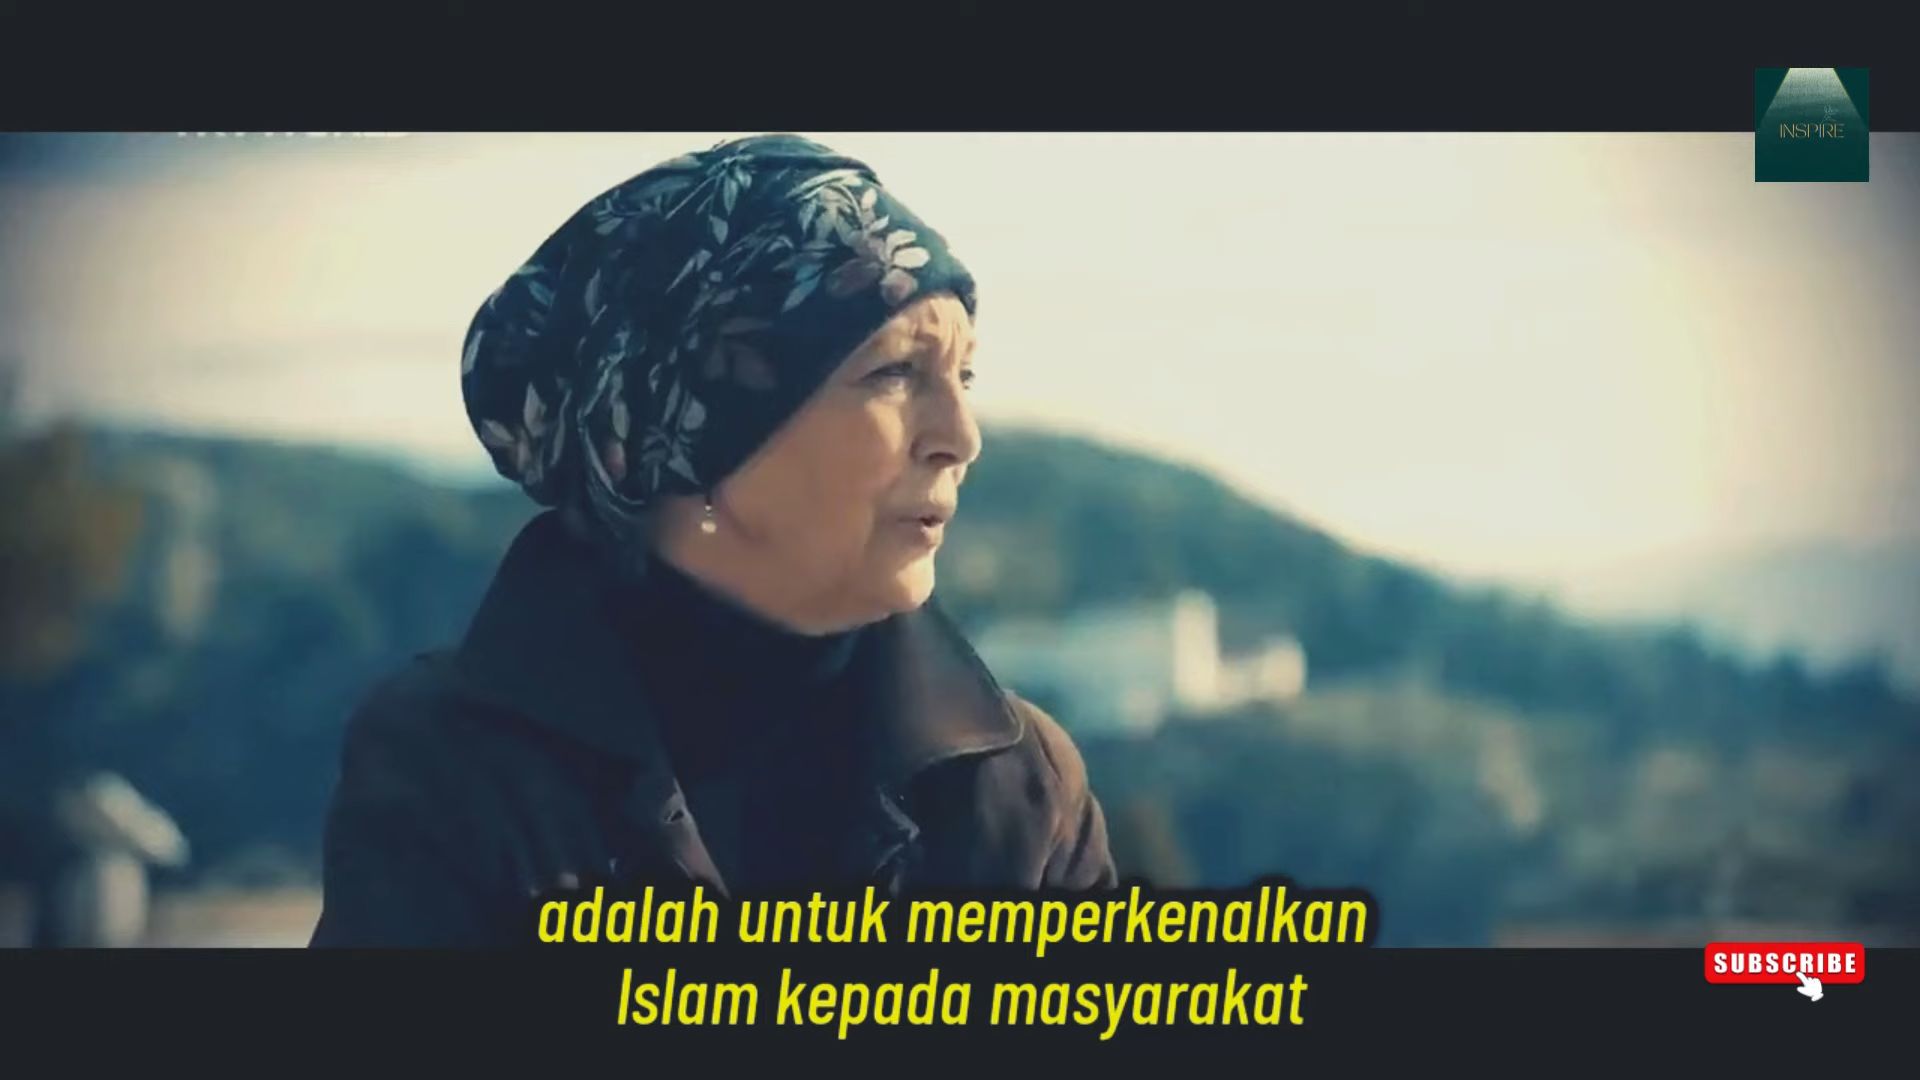 INSPIRE
adalah untuk memperkenalkan
Islam kepada masyarakat
SUBSCRIBE